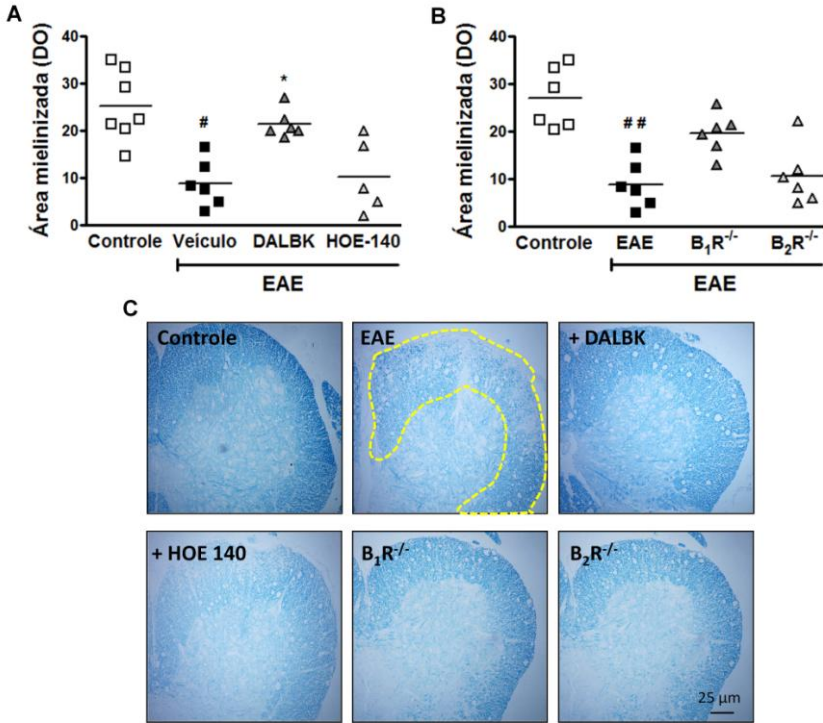 A
Área mielinizada (DO)
40
30
20
10
0
#
*
Controle Veículo DALBK HOE-140
EAE
B
Área mielinizada (DO)
40
30
20
10
0
##
Controle EAE B₁R⁻/⁻ B₂R⁻/⁻
EAE
C
Controle
EAE
+ DALBK
+ HOE 140
B₁R⁻/⁻
B₂R⁻/⁻
25 µm